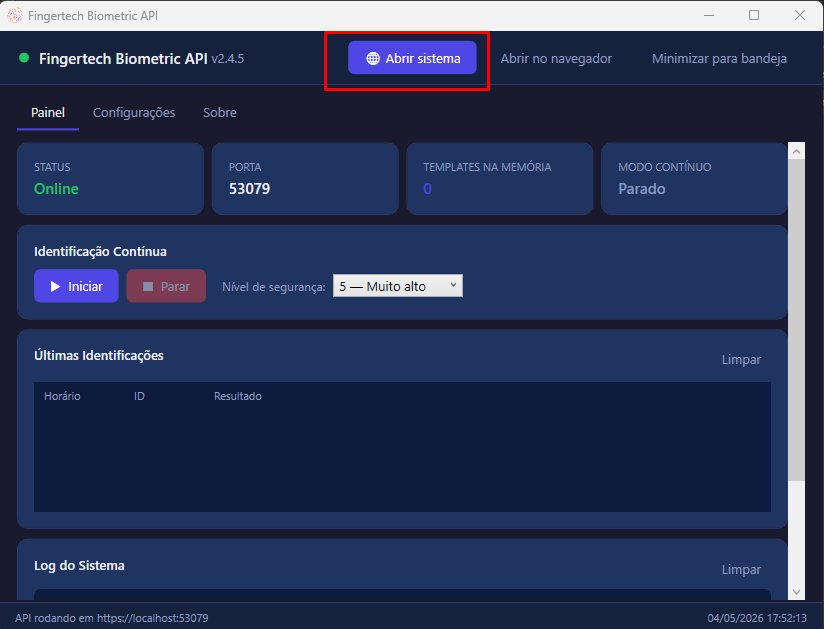 Fingertech Biometric API
Fingertech Biometric API v2.4.5
Abrir sistema
Abrir no navegador
Minimizar para bandeja
Painel
Configurações
Sobre
STATUS
Online
PORTA
53079
TEMPLATES NA MEMÓRIA
0
MODO CONTÍNUO
Parado
Identificação Contínua
Iniciar
Parar
Nível de segurança:
5 — Muito alto
Últimas Identificações
Limpar
Horário
ID
Resultado
Log do Sistema
Limpar
API rodando em https://localhost:53079
04/05/2026 17:52:13